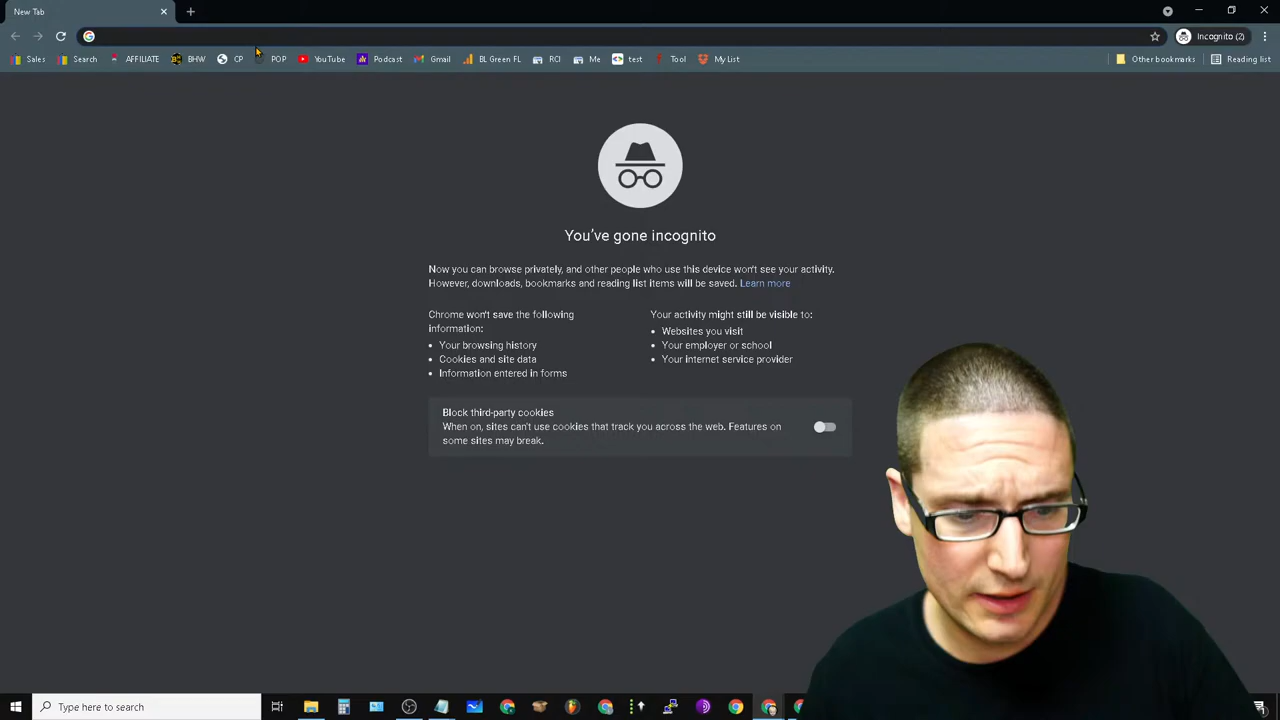 New Tab
Incognito (2)
Sales Search AFFILIATE BHW CP POP YouTube Podcast Gmail BL Green FL RCI Me test Tool My List Other bookmarks Reading list
You've gone incognito
Now you can browse privately, and other people who use this device won't see your activity.
However, downloads, bookmarks and reading list items will be saved. Learn more
Chrome won't save the following
information:
• Your browsing history
• Cookies and site data
• Information entered in forms
Your activity might still be visible to:
• Websites you visit
• Your employer or school
• Your internet service provider
Block third-party cookies
When on, sites can't use cookies that track you across the web. Features on
some sites may break.
Type here to search